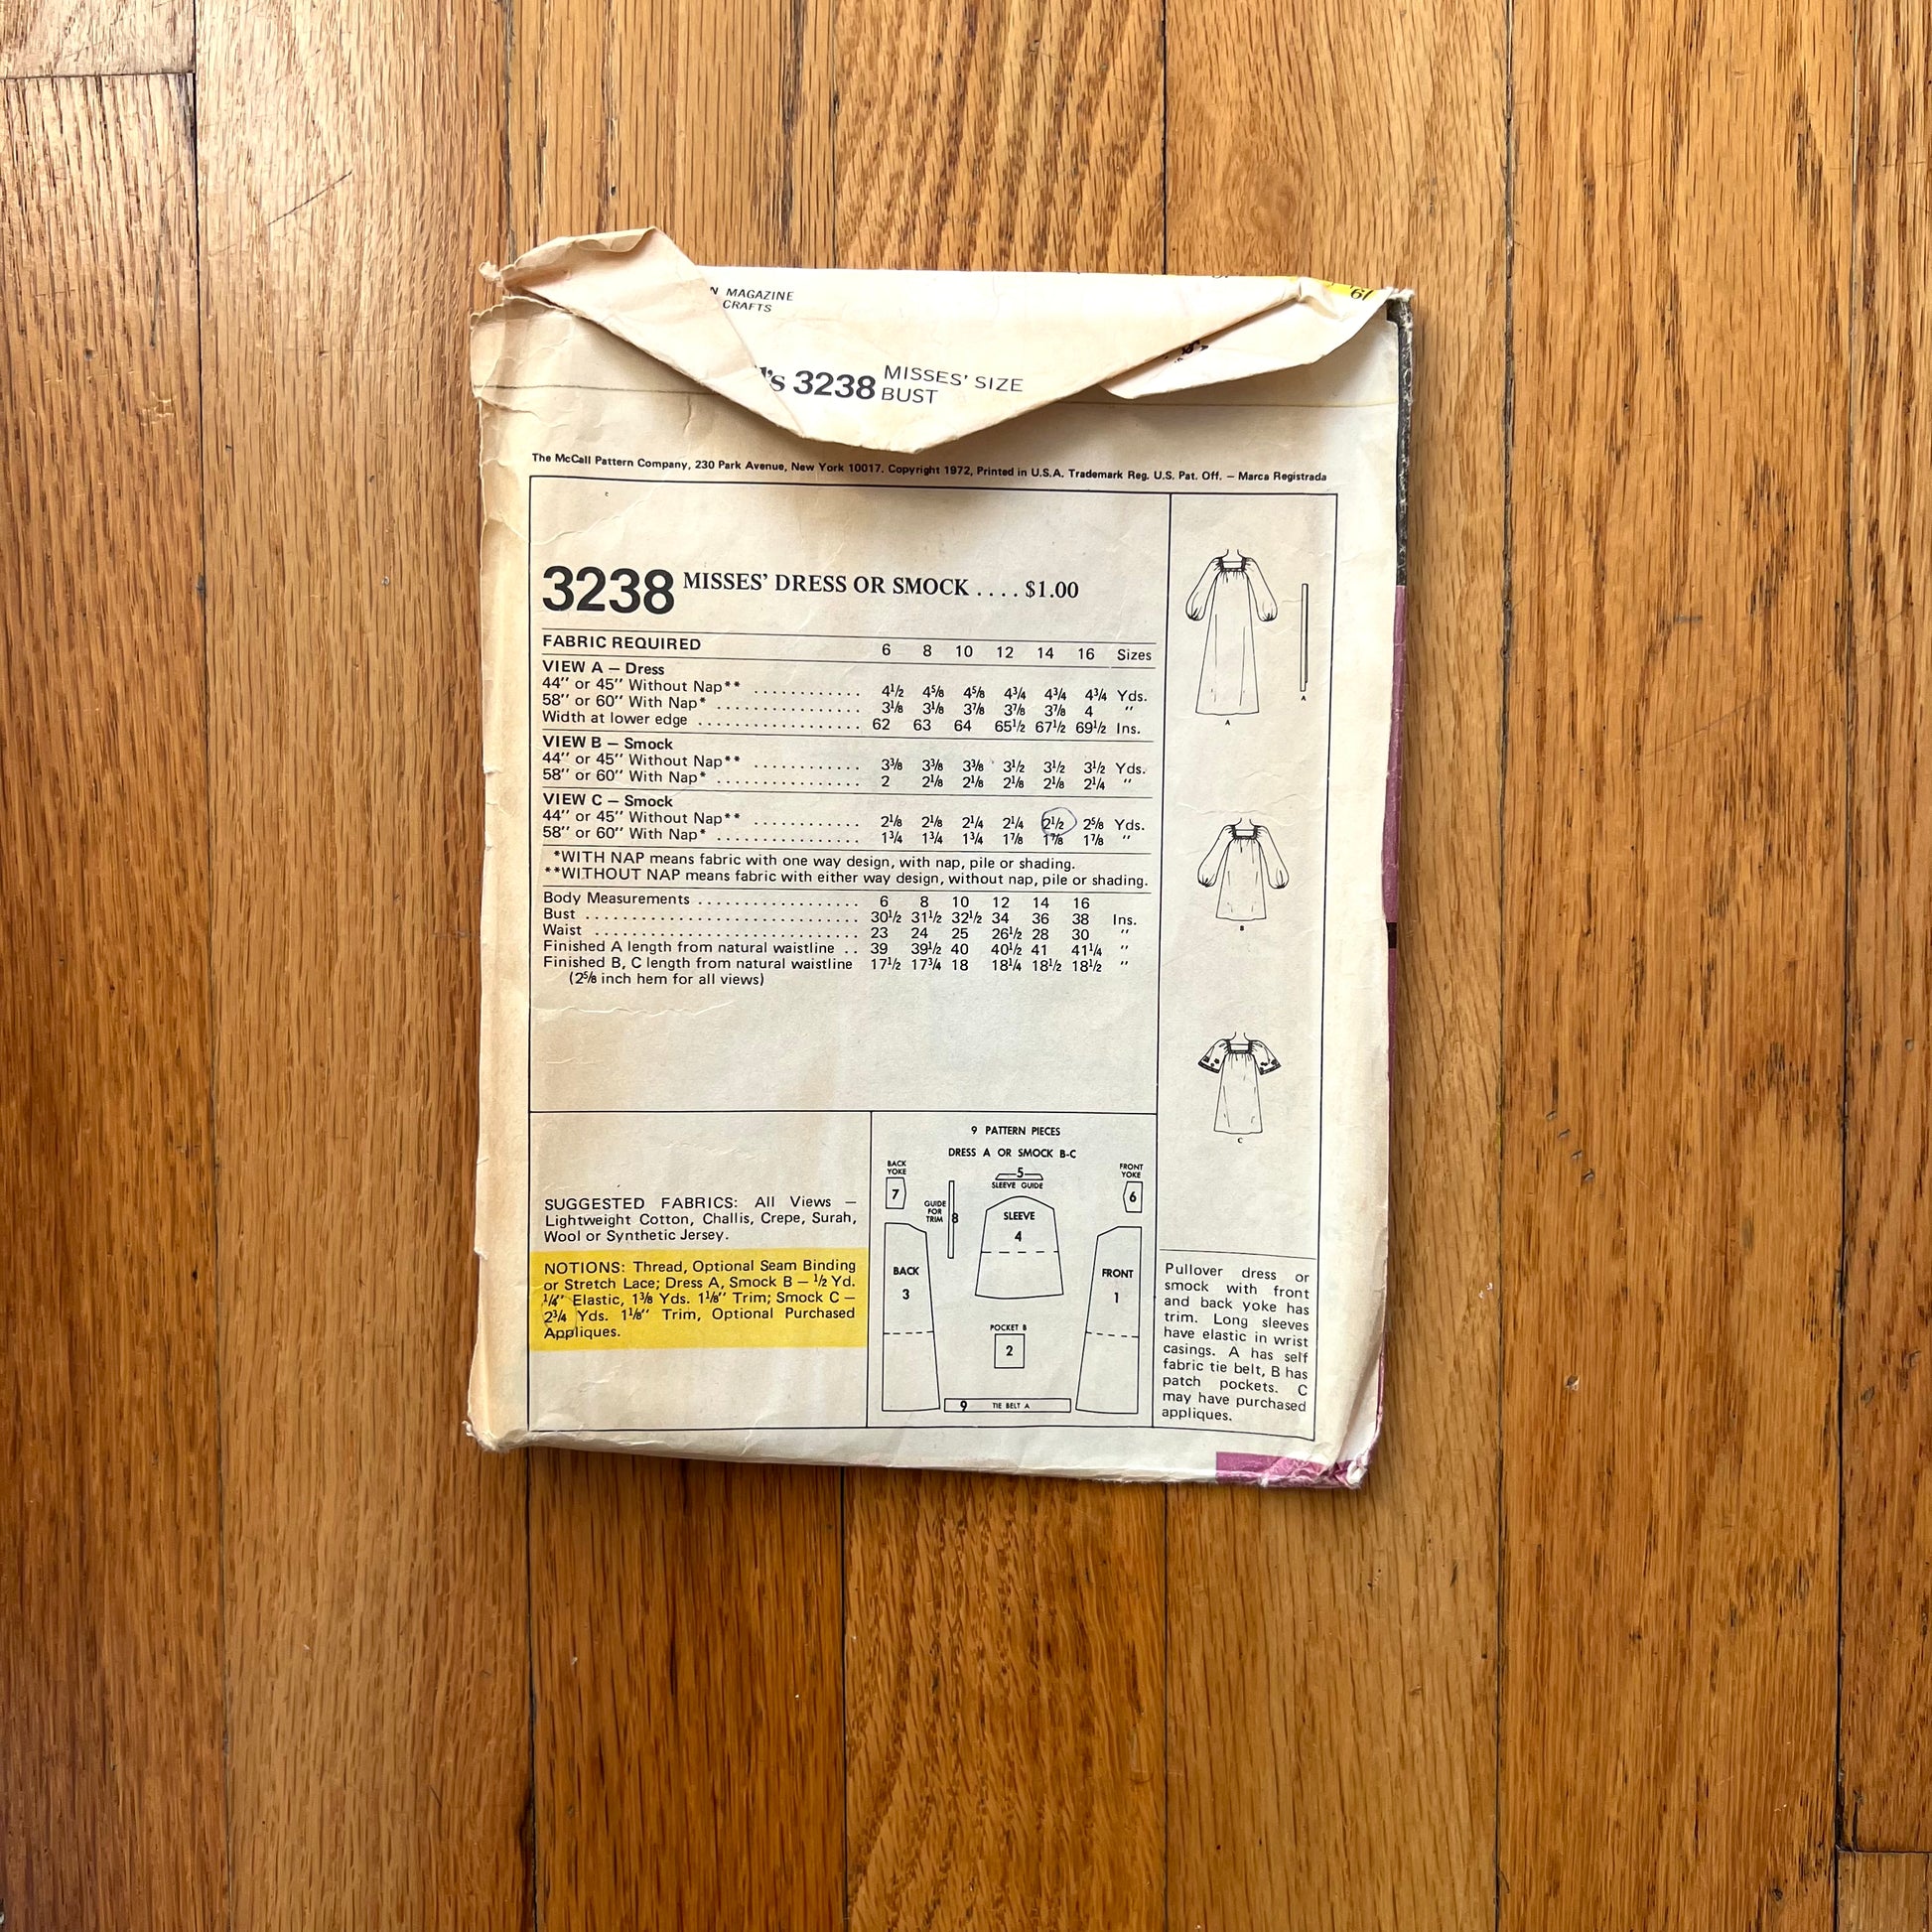 MAGAZINE
CRAFTS
's 3238 MISSES' SIZE
BUST
The McCall Pattern Company, 230 Park Avenue, New York 10017. Copyright 1972, Printed in U.S.A. Trademark Reg. U.S. Pat. Off. — Marca Registrada
3238 MISSES' DRESS OR SMOCK .... $1.00
FABRIC REQUIRED 6 8 10 12 14 16 Sizes
VIEW A — Dress
44" or 45" Without Nap** ............ 4½ 4⅝ 4⅝ 4¾ 4¾ 4¾ Yds.
58" or 60" With Nap* ................ 3⅛ 3⅛ 3⅞ 3⅞ 3⅞ 4 "
Width at lower edge .................. 62 63 64 65½ 67½ 69½ Ins.
VIEW B — Smock
44" or 45" Without Nap** ............ 3⅜ 3⅜ 3⅜ 3½ 3½ 3½ Yds.
58" or 60" With Nap* ................ 2 2⅛ 2⅛ 2⅛ 2⅛ 2¼ "
VIEW C — Smock
44" or 45" Without Nap** ............ 2⅛ 2⅛ 2¼ 2¼ 2½ 2⅝ Yds.
58" or 60" With Nap* ................ 1¾ 1¾ 1¾ 1⅞ 1⅞ 1⅞ "
*WITH NAP means fabric with one way design, with nap, pile or shading.
**WITHOUT NAP means fabric with either way design, without nap, pile or shading.
Body Measurements .................. 6 8 10 12 14 16
Bust .............................. 30½ 31½ 32½ 34 36 38 Ins.
Waist ............................. 23 24 25 26½ 28 30 "
Finished A length from natural waistline .. 39 39½ 40 40½ 41 41¼ "
Finished B, C length from natural waistline 17½ 17¾ 18 18¼ 18½ 18½ "
(2⅝ inch hem for all views)
A
A
B
C
SUGGESTED FABRICS: All Views —
Lightweight Cotton, Challis, Crepe, Surah,
Wool or Synthetic Jersey.
NOTIONS: Thread, Optional Seam Binding
or Stretch Lace; Dress A, Smock B — ½ Yd.
¼" Elastic, 1⅜ Yds. 1⅛" Trim; Smock C —
2¾ Yds. 1⅛" Trim, Optional Purchased
Appliques.
9 PATTERN PIECES
DRESS A OR SMOCK B-C
BACK
YOKE
7
GUIDE
FOR
TRIM 8
5
SLEEVE GUIDE
SLEEVE
4
FRONT
YOKE
6
BACK
3
POCKET B
2
FRONT
1
9 TIE BELT A
Pullover dress or
smock with front
and back yoke has
trim. Long sleeves
have elastic in wrist
casings. A has self
fabric tie belt, B has
patch pockets. C
may have purchased
appliques.